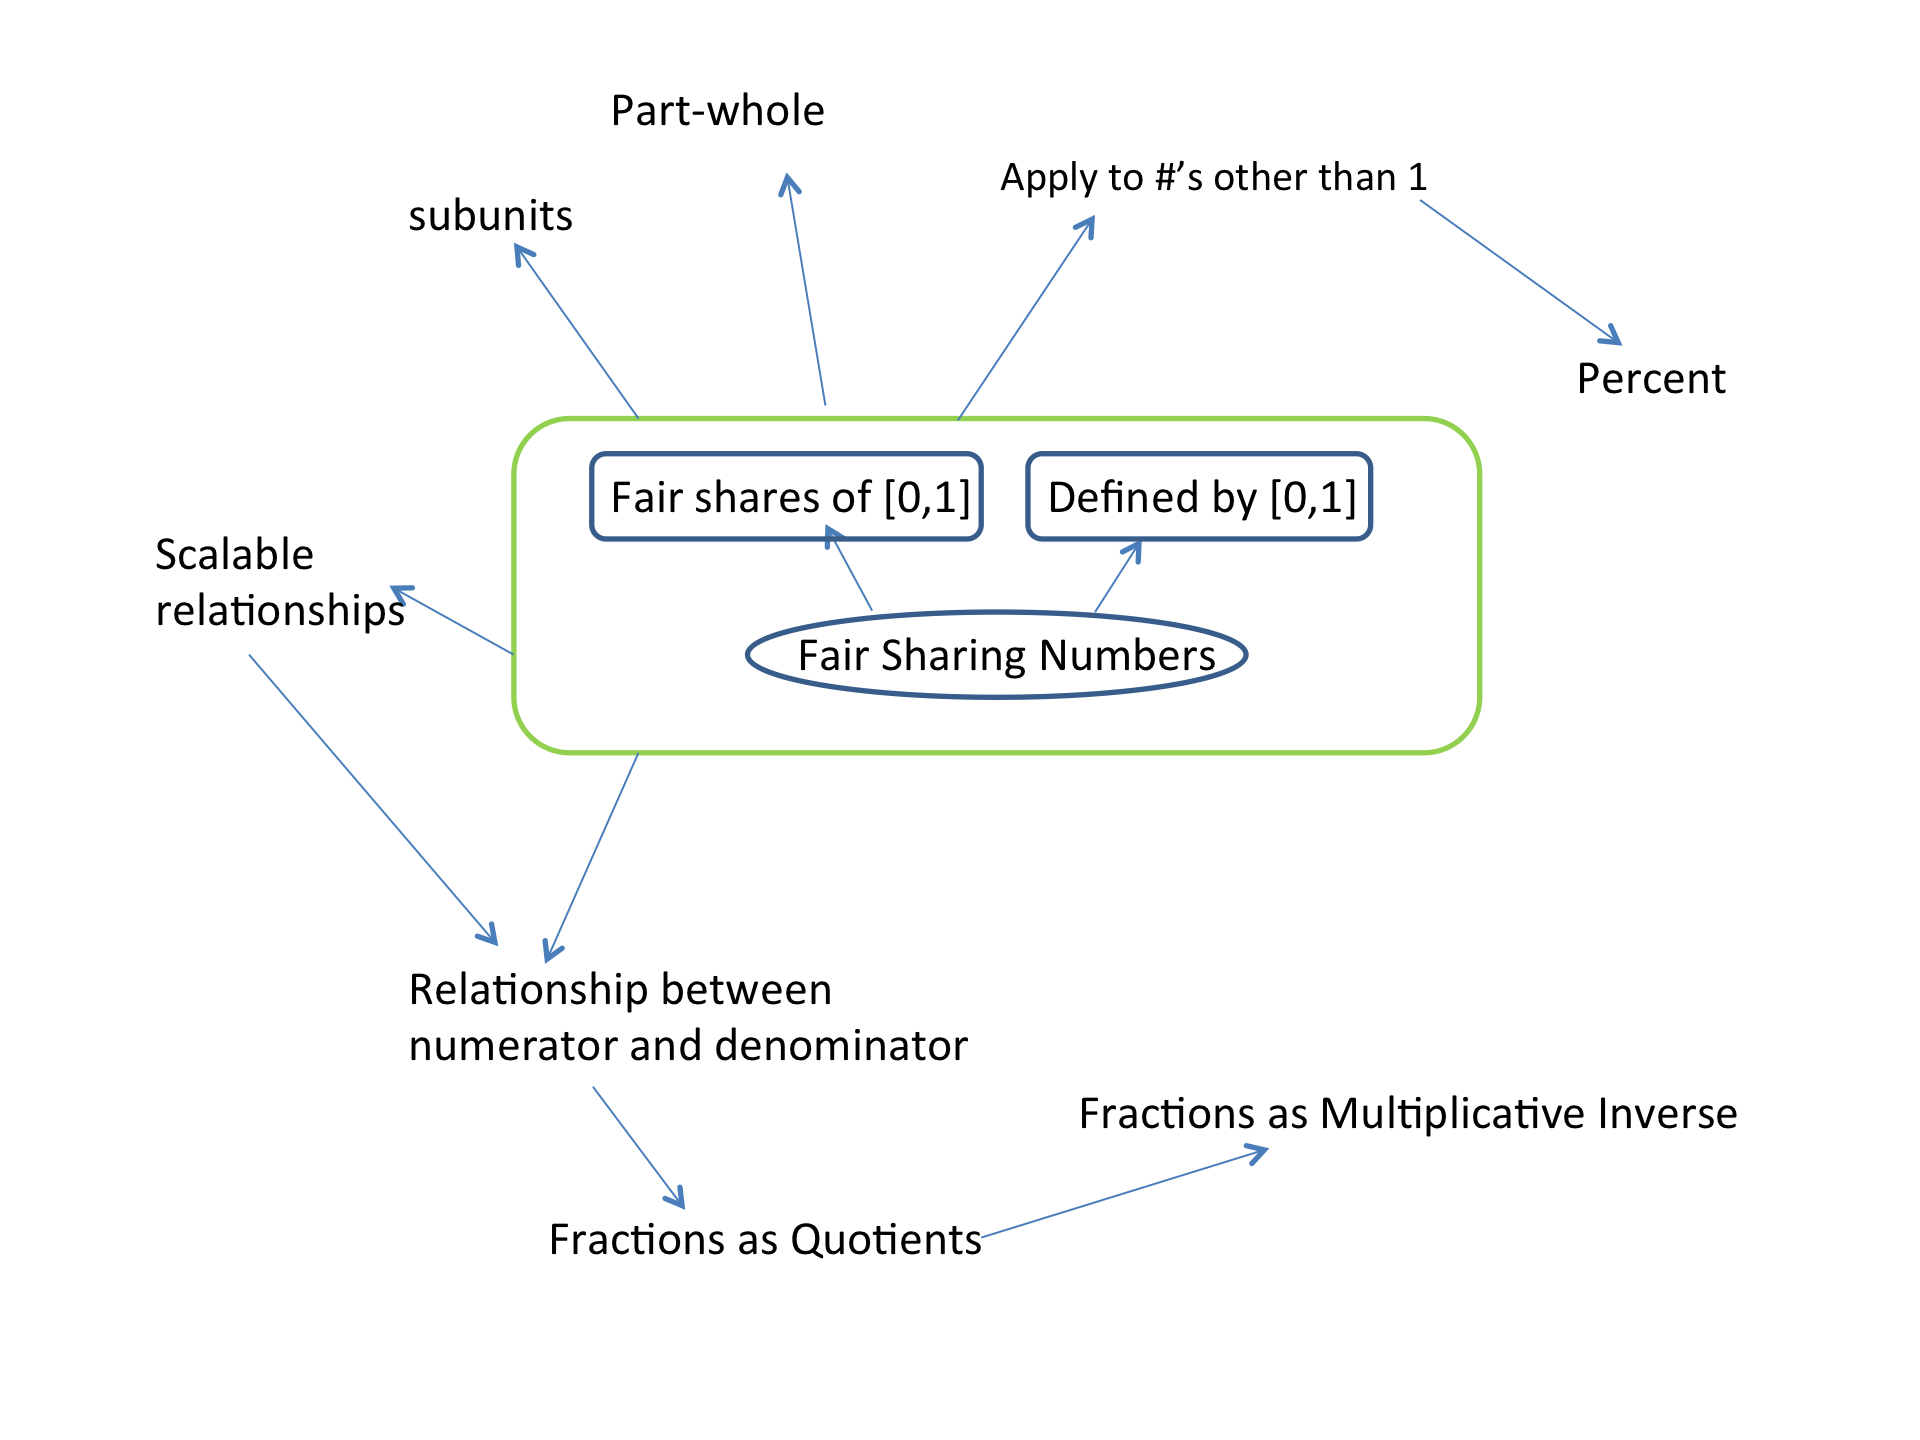 Part-whole
Apply to #’s other than 1
subunits
Percent
Fair shares of [0,1]
Defined by [0,1]
Scalable
relationships
Fair Sharing Numbers
Relationship between
numerator and denominator
Fractions as Multiplicative Inverse
Fractions as Quotients